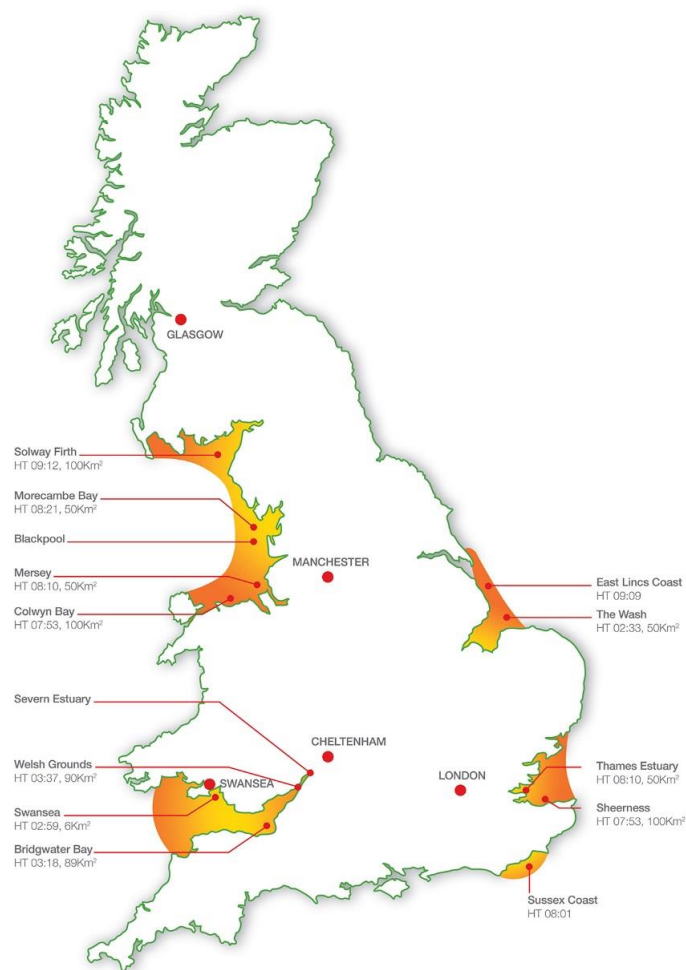 GLASGOW
Solway Firth
HT 09:12, 100Km²
Morecambe Bay
HT 08:21, 50Km²
Blackpool
MANCHESTER
Mersey
HT 08:10, 50Km²
Colwyn Bay
HT 07:53, 100Km²
East Lincs Coast
HT 09:09
The Wash
HT 02:33, 50Km²
Severn Estuary
CHELTENHAM
Welsh Grounds
HT 03:37, 90Km²
SWANSEA
LONDON
Thames Estuary
HT 08:10, 50Km²
Swansea
HT 02:59, 6Km²
Sheerness
HT 07:53, 100Km²
Bridgwater Bay
HT 03:18, 89Km²
Sussex Coast
HT 08:01